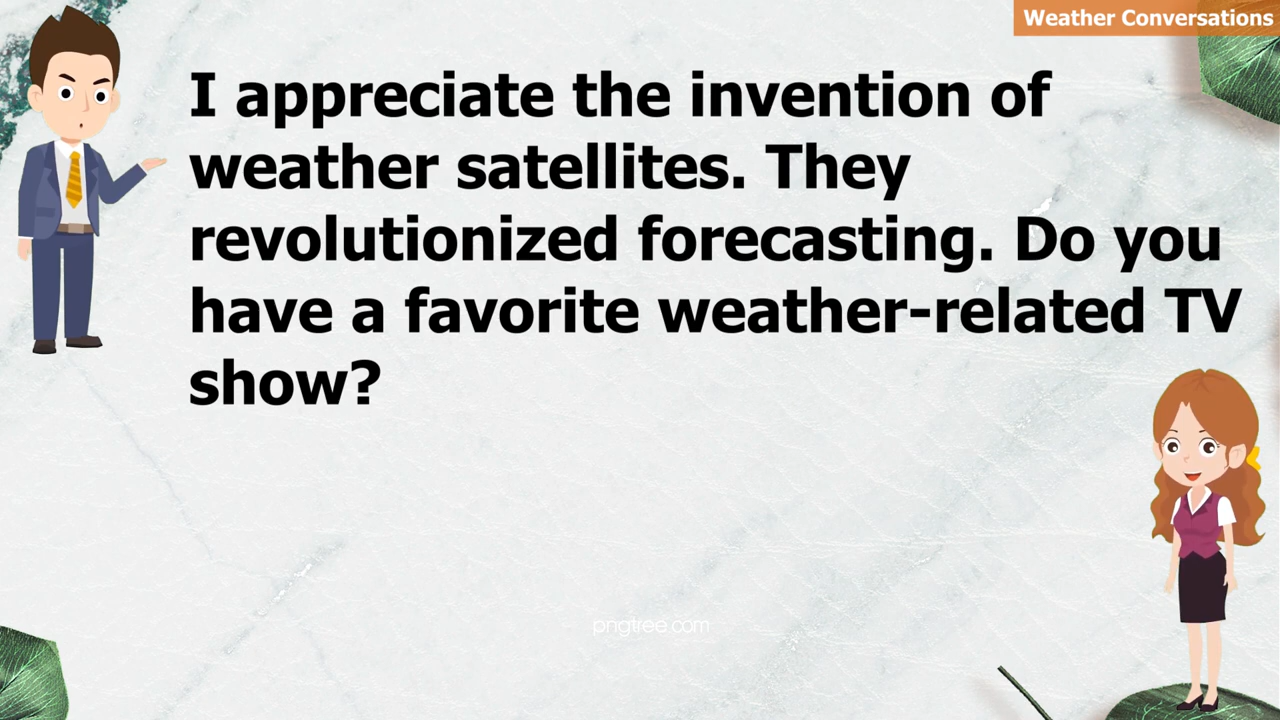 Weather Conversations
I appreciate the invention of
weather satellites. They
revolutionized forecasting. Do you
have a favorite weather-related TV
show?
pngtree.com